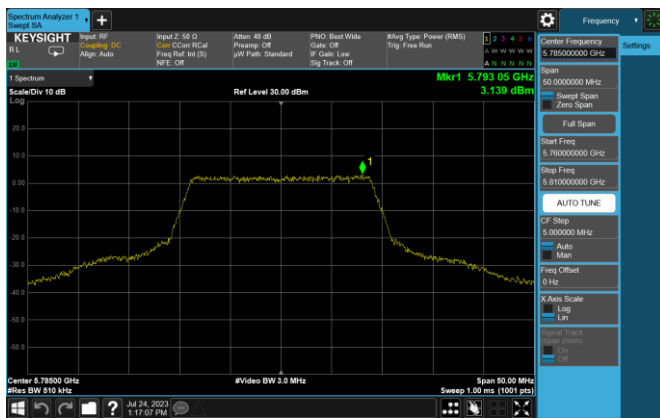 Spectrum Analyzer 1
Swept SA
+
Frequency
KEYSIGHT
R L
Input: RF
Coupling: DC
Align: Auto
Input Z: 50 Ω
Corr CCorr RCal
Freq Ref: Int (S)
NFE: Off
Atten: 40 dB
Preamp: Off
µW Path: Standard
PNO: Best Wide
Gate: Off
IF Gain: Low
Sig Track: Off
#Avg Type: Power (RMS)
Trig: Free Run
1 2 3 4 5 6
A W W W W W
A N N N N N
1 Spectrum
Scale/Div 10 dB
Log
Ref Level 30.00 dBm
Mkr1 5.793 05 GHz
3.139 dBm
20.0
10.0
0.00
-10.0
-20.0
-30.0
-40.0
-50.0
-60.0
1
Center 5.78500 GHz
#Res BW 510 kHz
#Video BW 3.0 MHz
Span 50.00 MHz
Sweep 1.00 ms (1001 pts)
Jul 24, 2023
1:17:07 PM
?
Center Frequency
5.785000000 GHz
Span
50.0000000 MHz
Swept Span
Zero Span
Full Span
Start Freq
5.760000000 GHz
Stop Freq
5.810000000 GHz
AUTO TUNE
CF Step
5.000000 MHz
Auto
Man
Freq Offset
0 Hz
X Axis Scale
Log
Lin
Signal Track
(Span Zoom)
On
Off
Settings